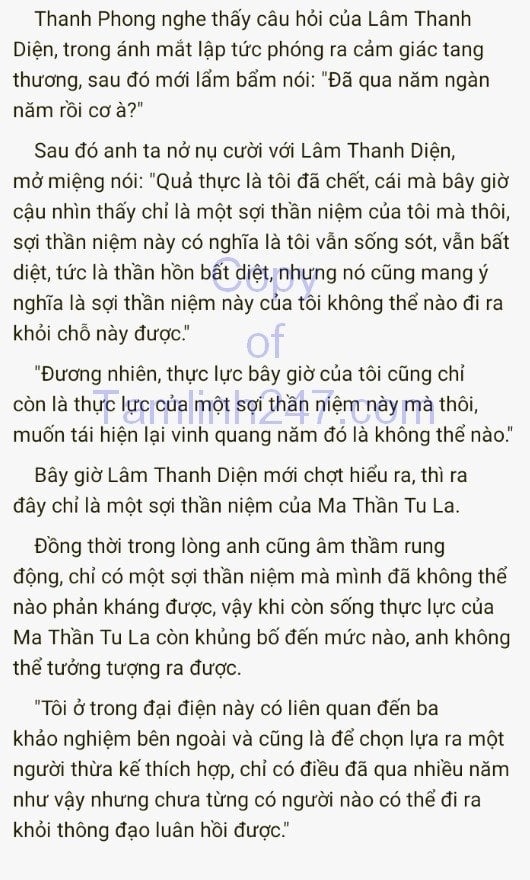 Thanh Phong nghe thấy câu hỏi của Lâm Thanh
Diện, trong ánh mắt lập tức phóng ra cảm giác tang
thương, sau đó mới lẩm bẩm nói: "Đã qua năm ngàn
năm rồi cơ à?"
Sau đó anh ta nở nụ cười với Lâm Thanh Diện,
mở miệng nói: "Quả thực là tôi đã chết, cái mà bây giờ
cậu nhìn thấy chỉ là một sợi thần niệm của tôi mà thôi,
sợi thần niệm này có nghĩa là tôi vẫn sống sót, vẫn bất
diệt, tức là thần hồn bất diệt, nhưng nó cũng mang ý
nghĩa là sợi thần niệm này của tôi không thể nào đi ra
khỏi chỗ này được."
"Đương nhiên, thực lực bây giờ của tôi cũng chỉ
còn là thực lực của một sợi thần niệm này mà thôi,
muốn tái hiện lại vinh quang năm đó là không thể nào."
Bây giờ Lâm Thanh Diện mới chợt hiểu ra, thì ra
đây chỉ là một sợi thần niệm của Ma Thần Tu La.
Đồng thời trong lòng anh cũng âm thầm rung
động, chỉ có một sợi thần niệm mà mình đã không thể
nào phản kháng được, vậy khi còn sống thực lực của
Ma Thần Tu La còn khủng bố đến mức nào, anh không
thể tưởng tượng ra được.
"Tôi ở trong đại điện này có liên quan đến ba
khảo nghiệm bên ngoài và cũng là để chọn lựa ra một
người thừa kế thích hợp, chỉ có điều đã qua nhiều năm
như vậy nhưng chưa từng có người nào có thể đi ra
khỏi thông đạo luân hồi được."
Copy
of
Tamlinh247.com